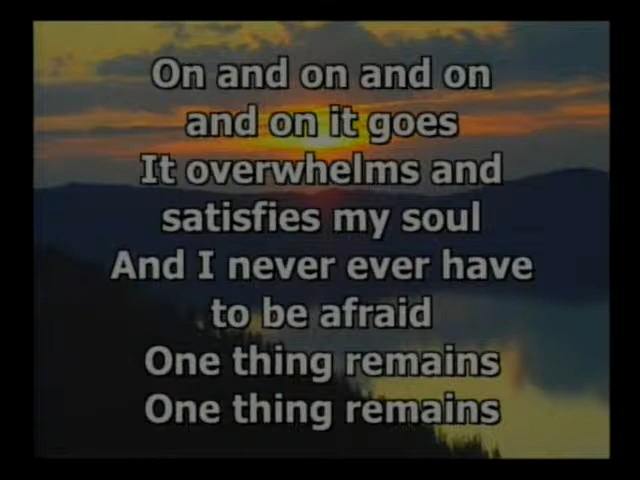 On and on and on
and on it goes
It overwhelms and
satisfies my soul
And I never ever have
to be afraid
One thing remains
One thing remains